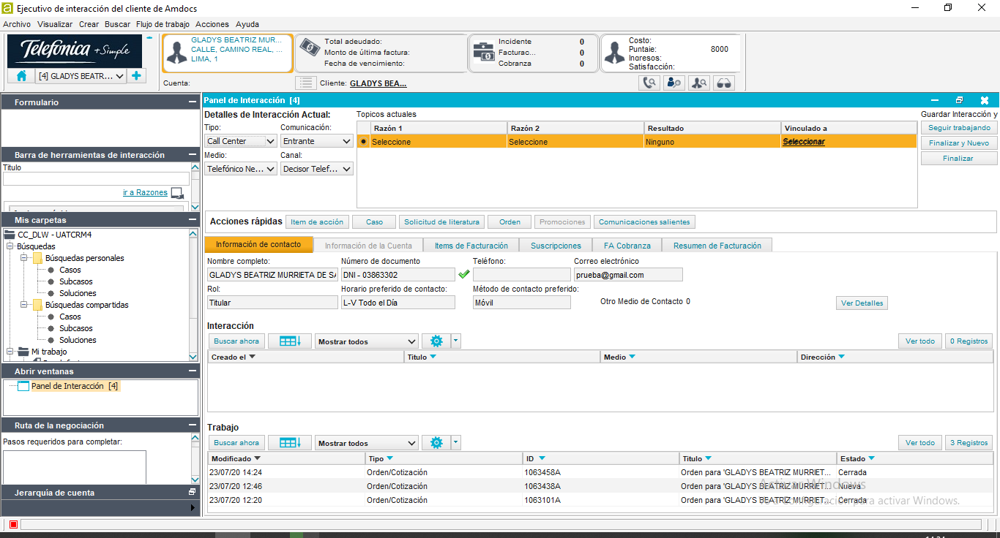 Ejecutivo de interacción del cliente de Amdocs
Archivo Visualizar Crear Buscar Flujo de trabajo Acciones Ayuda
Telefónica +Simple
[4] GLADYS BEATR...
GLADYS BEATRIZ MUR...
CALLE, CAMINO REAL, ...
LIMA, 1
Cuenta:
Total adeudado:
Monto de última factura:
Fecha de vencimiento:
Cliente: GLADYS BEA...
Incidente 0
Facturac... 0
Cobranza 0
Costo:
Puntaje: 8000
Ingresos:
Satisfacción:
Formulario
Barra de herramientas de interacción
Titulo
ir a Razones
Mis carpetas
CC_DLW - UATCRM4
Búsquedas
Búsquedas personales
Casos
Subcasos
Soluciones
Búsquedas compartidas
Casos
Subcasos
Soluciones
Mi trabajo
Abrir ventanas
Panel de Interacción [4]
Ruta de la negociación
Pasos requeridos para completar:
Jerarquía de cuenta
Panel de Interacción [4]
Detalles de Interacción Actual:
Tipo: Comunicación:
Call Center Entrante
Medio: Canal:
Telefónico Ne... Decisor Telef...
Topicos actuales
Razón 1 Razón 2 Resultado Vinculado a
Seleccione Seleccione Ninguno Seleccionar
Guardar Interacción y
Seguir trabajando
Finalizar y Nuevo
Finalizar
Acciones rápidas Item de acción Caso Solicitud de literatura Orden Promociones Comunicaciones salientes
Información de contacto Información de la Cuenta Items de Facturación Suscripciones FA Cobranza Resumen de Facturación
Nombre completo: Número de documento Teléfono: Correo electrónico
GLADYS BEATRIZ MURRIETA DE SA DNI - 03863302 prueba@gmail.com
Rol: Horario preferido de contacto: Método de contacto preferido:
Titular L-V Todo el Día Móvil Otro Medio de Contacto 0 Ver Detalles
Interacción
Buscar ahora Mostrar todos Ver todo 0 Registros
Creado el Titulo Medio Dirección
Trabajo
Buscar ahora Mostrar todos Ver todo 3 Registros
Modificado Tipo ID Titulo Estado
23/07/20 14:24 Orden/Cotización 1063458A Orden para 'GLADYS BEATRIZ MURRIET... Cerrada
23/07/20 12:46 Orden/Cotización 1063438A Orden para 'GLADYS BEATRIZ MURRIET... Nueva
23/07/20 12:20 Orden/Cotización 1063101A Orden para 'GLADYS BEATRIZ MURRIET... Cerrada
Activar Windows
Ve a Configuración para activar Windows.